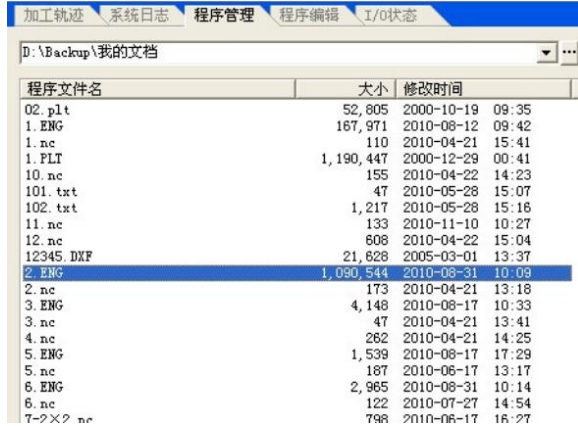 加工轨迹 系统日志 程序管理 程序编辑 I/O状态
D:\Backup\我的文档
程序文件名 大小 修改时间
02.plt 52,805 2000-10-19 09:35
1.ENG 167,971 2010-08-12 09:42
1.nc 110 2010-04-21 15:41
1.PLT 1,190,447 2000-12-29 00:41
10.nc 155 2010-04-22 14:23
101.txt 47 2010-05-28 15:07
102.txt 1,217 2010-05-28 15:16
11.nc 133 2010-11-10 10:27
12.nc 608 2010-04-22 15:04
12345.DXF 21,628 2005-03-01 13:37
2.ENG 1,090,544 2010-08-31 10:09
2.nc 173 2010-04-21 13:18
3.ENG 4,148 2010-08-17 10:33
3.nc 47 2010-04-21 13:41
4.nc 262 2010-04-21 14:25
5.ENG 1,539 2010-08-17 17:29
5.nc 187 2010-06-17 13:17
6.ENG 2,965 2010-08-31 10:14
6.nc 122 2010-07-27 14:54
7-2×2.nc 798 2010-06-17 16:27